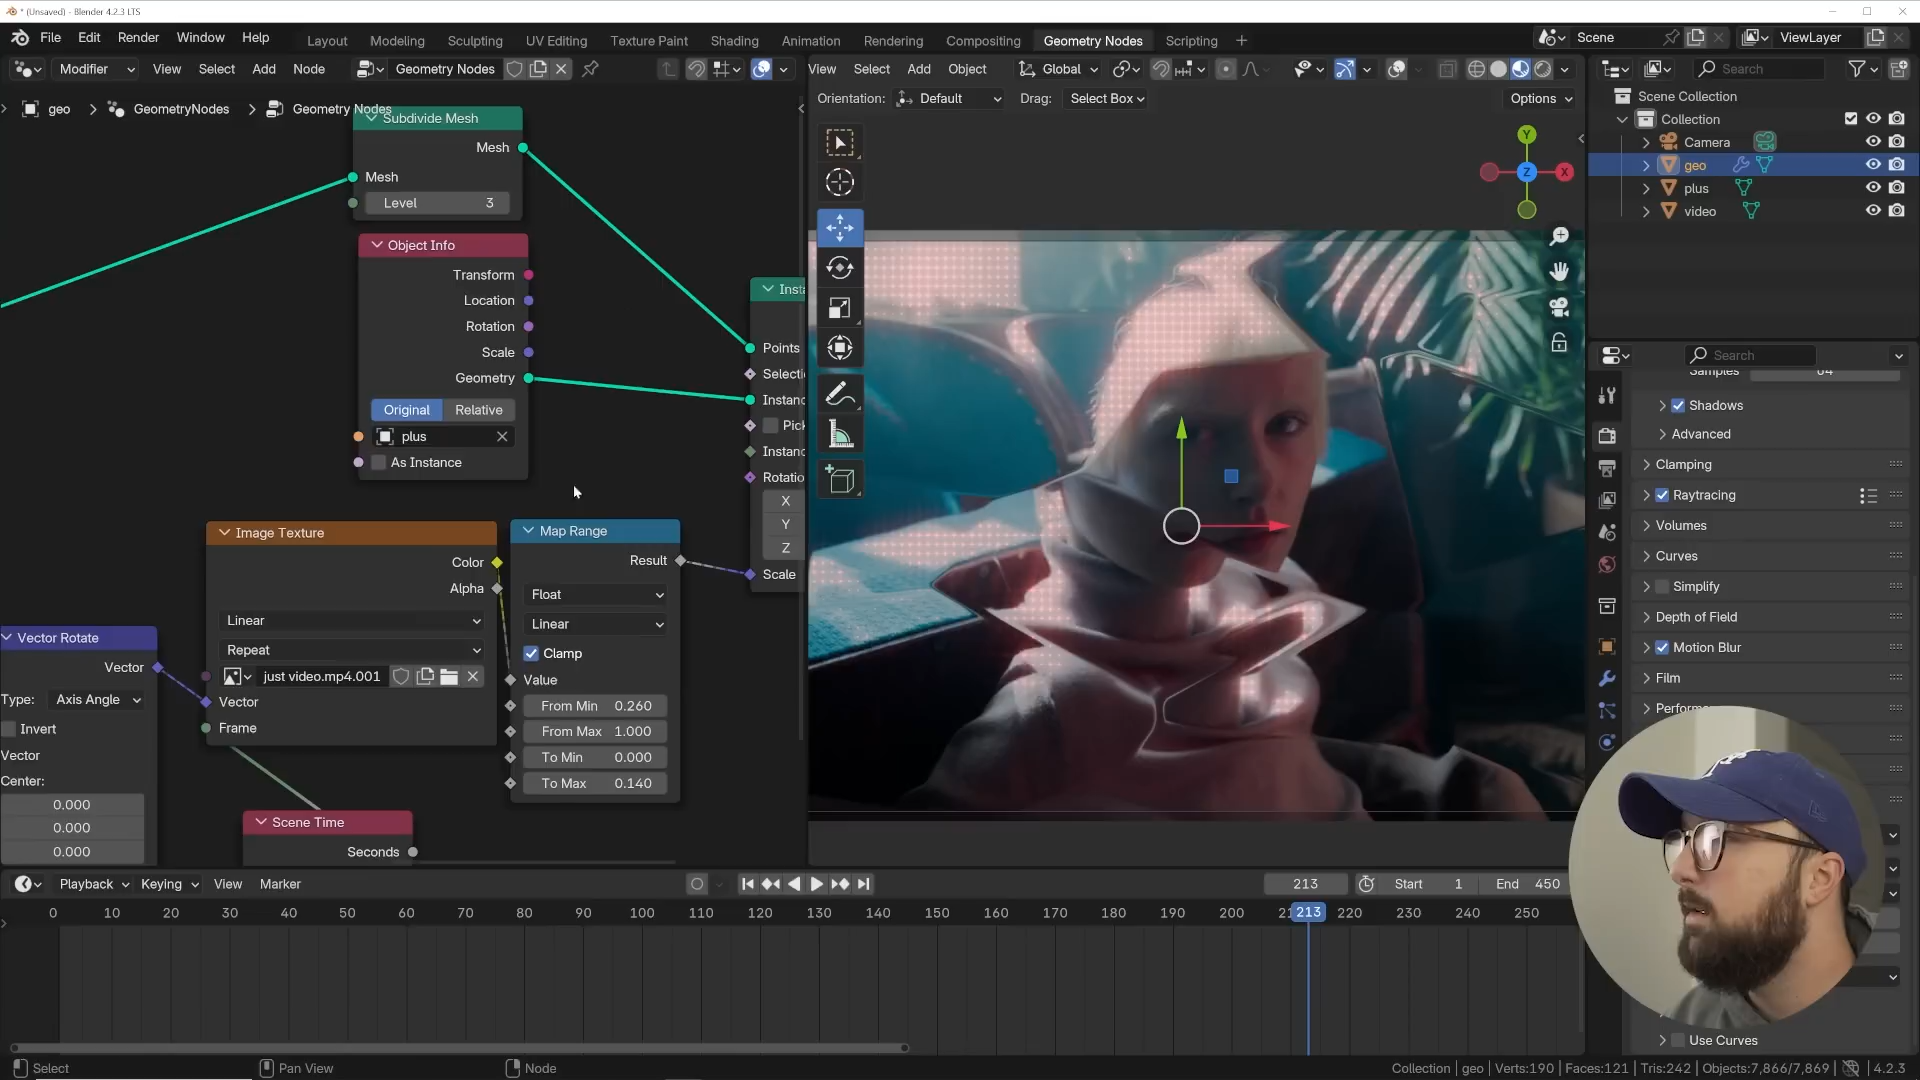 * (Unsaved) - Blender 4.2.3 LTS
File Edit Render Window Help
Layout Modeling Sculpting UV Editing Texture Paint Shading Animation Rendering Compositing Geometry Nodes Scripting +
Scene
ViewLayer
Modifier View Select Add Node Geometry Nodes
View Select Add Object Global
Search
geo > GeometryNodes > Geometry Nodes
Orientation: Default Drag: Select Box
Options
Scene Collection
Collection
Camera
geo
plus
video
Subdivide Mesh
Mesh
Mesh
Level 3
Object Info
Transform
Location
Rotation
Scale
Geometry
Original Relative
plus
As Instance
Insta
Points
Selecti
Instanc
Pick
Instanc
Rotatio
X
Y
Z
Scale
Image Texture
Color
Alpha
Linear
Repeat
just video.mp4.001
Vector
Frame
Map Range
Result
Float
Linear
Clamp
Value
From Min 0.260
From Max 1.000
To Min 0.000
To Max 0.140
Vector Rotate
Vector
Type: Axis Angle
Invert
Vector
Center:
0.000
0.000
0.000
Scene Time
Seconds
Y
Z
X
Search
Samples 64
Shadows
Advanced
Clamping
Raytracing
Volumes
Curves
Simplify
Depth of Field
Motion Blur
Film
Perform
Use Curves
Playback Keying View Marker
213
Start 1
End 450
0 10 20 30 40 50 60 70 80 90 100 110 120 130 140 150 160 170 180 190 200 21 213 220 230 240 250
Select
Pan View
Node
Collection | geo | Verts:190 | Faces:121 | Tris:242 | Objects:7,866/7,869 | 4.2.3